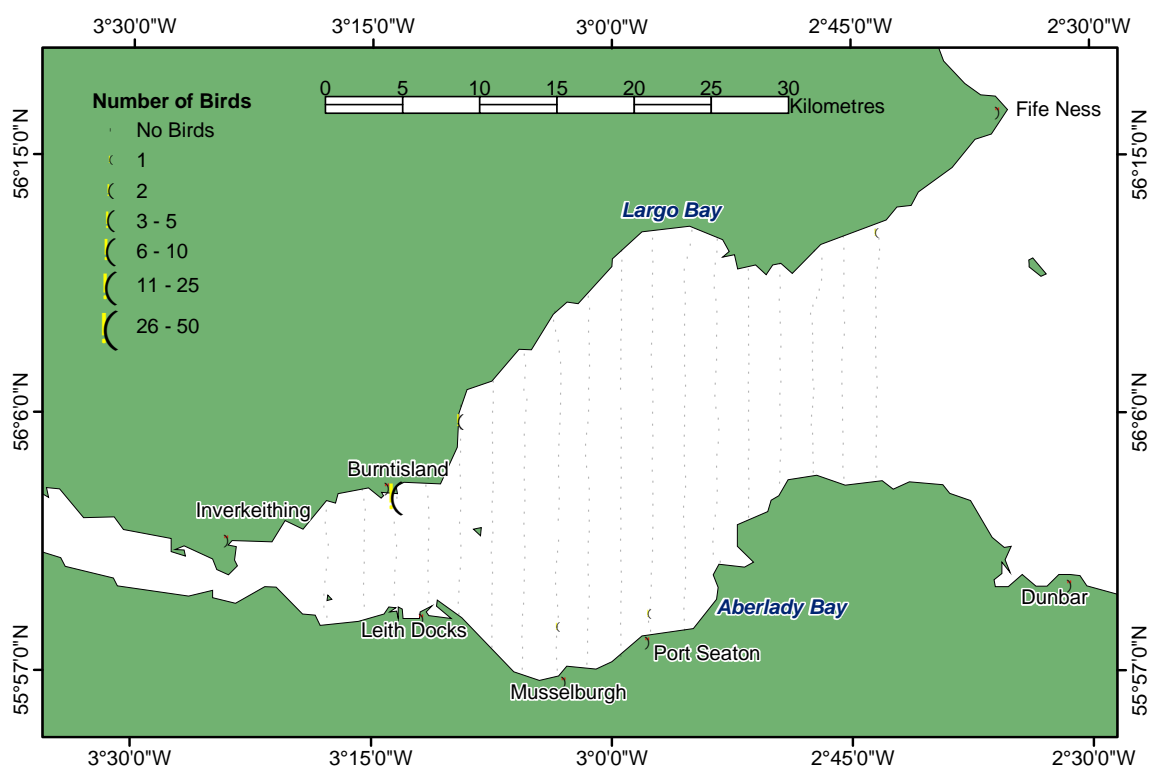 3°30'0"W 3°15'0"W 3°0'0"W 2°45'0"W 2°30'0"W
0 5 10 15 20 25 30
Kilometres
Number of Birds
No Birds
1
2
3 - 5
6 - 10
11 - 25
26 - 50
Fife Ness
56°15'0"N 56°15'0"N
Largo Bay
56°6'0"N 56°6'0"N
Burntisland
Inverkeithing
Dunbar
Aberlady Bay
Leith Docks
Port Seaton
55°57'0"N 55°57'0"N
Musselburgh
3°30'0"W 3°15'0"W 3°0'0"W 2°45'0"W 2°30'0"W